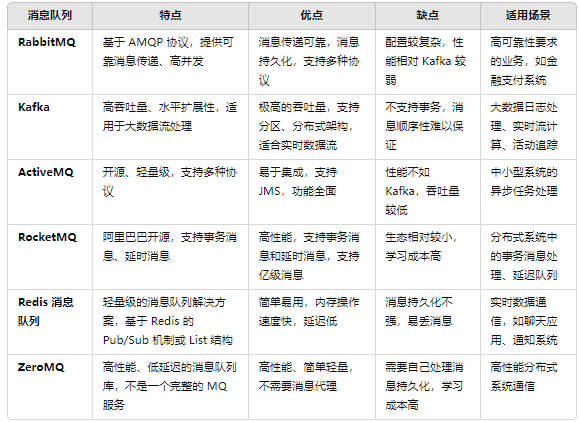 消息队列 特点 优点 缺点 适用场景
RabbitMQ 基于 AMQP 协议，提供可 消息传递可靠，消息 配置较复杂，性 高可靠性要求
靠消息传递、高并发 持久化，支持多种协 能相对 Kafka 较 的业务，如金
议 弱 融支付系统
Kafka 高吞吐量、水平扩展性，适 极高的吞吐量，支持 不支持事务，消 大数据日志处
用于大数据流处理 分区、分布式架构， 息顺序性难以保 理、实时流计
适合实时数据流 证 算、活动追踪
ActiveMQ 开源、轻量级，支持多种协 易于集成，支持 性能不如 中小型系统的
议 JMS，功能全面 Kafka，吞吐量 异步任务处理
较低
RocketMQ 阿里巴巴开源，支持事务消 高性能，支持事务消 生态相对较小， 分布式系统中
息、延时消息 息和延时消息，支持 学习成本高 的事务消息处
亿级消息 理、延迟队列
Redis 消息 轻量级的消息队列解决方 简单易用，内存操作 消息持久化不 实时数据通
队列 案，基于 Redis 的 速度快，延迟低 强，易丢消息 信，如聊天应
Pub/Sub 机制或 List 结构 用、通知系统
ZeroMQ 高性能、低延迟的消息队列 高性能、简单轻量， 需要自己处理消 高性能分布式
库，不是一个完整的 MQ 不需要消息代理 息持久化，学习 系统通信
服务 成本高